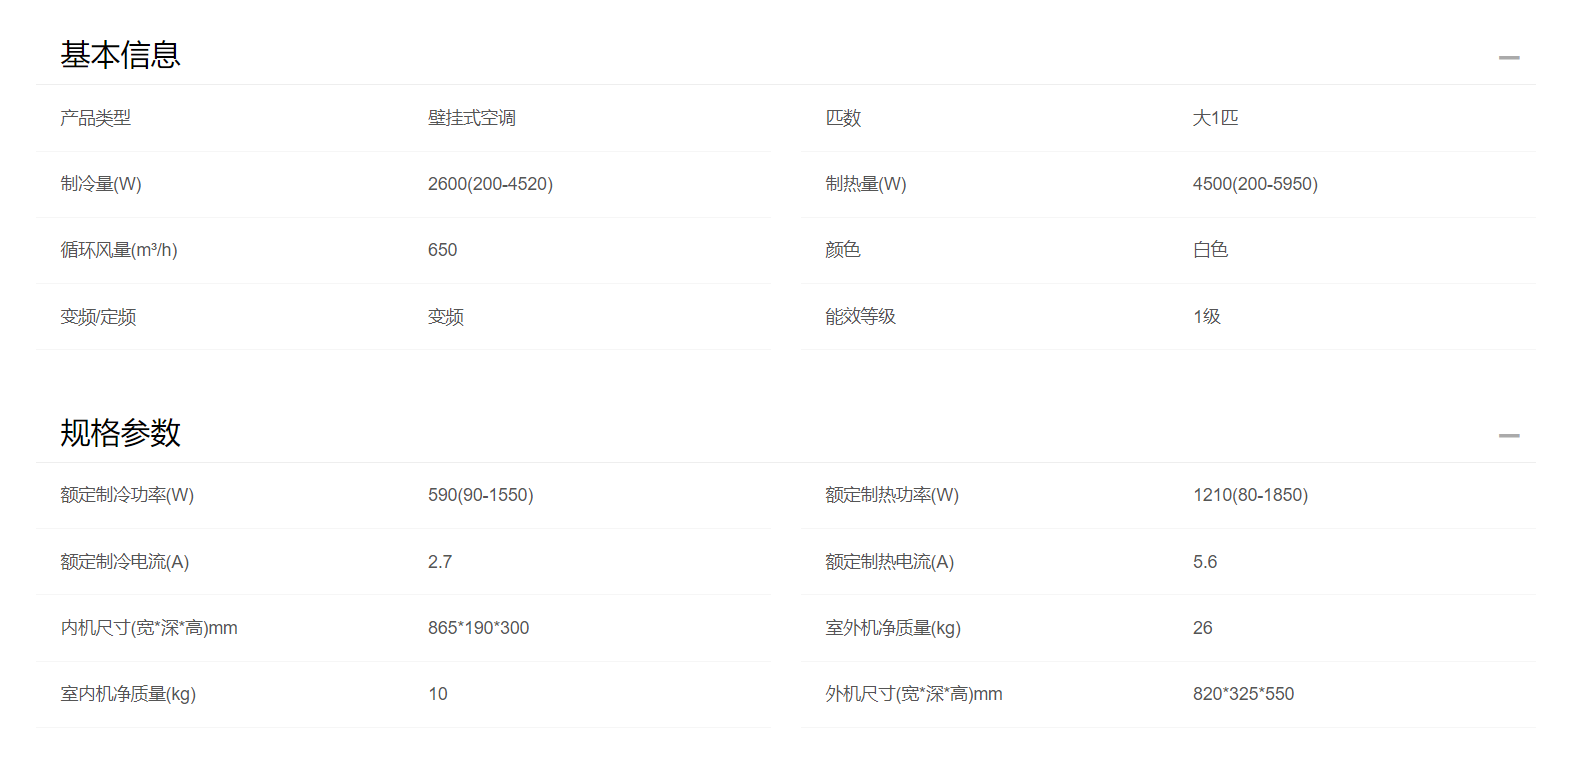 基本信息
产品类型 壁挂式空调 匹数 大1匹
制冷量(W) 2600(200-4520) 制热量(W) 4500(200-5950)
循环风量(m³/h) 650 颜色 白色
变频/定频 变频 能效等级 1级
规格参数
额定制冷功率(W) 590(90-1550) 额定制热功率(W) 1210(80-1850)
额定制冷电流(A) 2.7 额定制热电流(A) 5.6
内机尺寸(宽*深*高)mm 865*190*300 室外机净质量(kg) 26
室内机净质量(kg) 10 外机尺寸(宽*深*高)mm 820*325*550